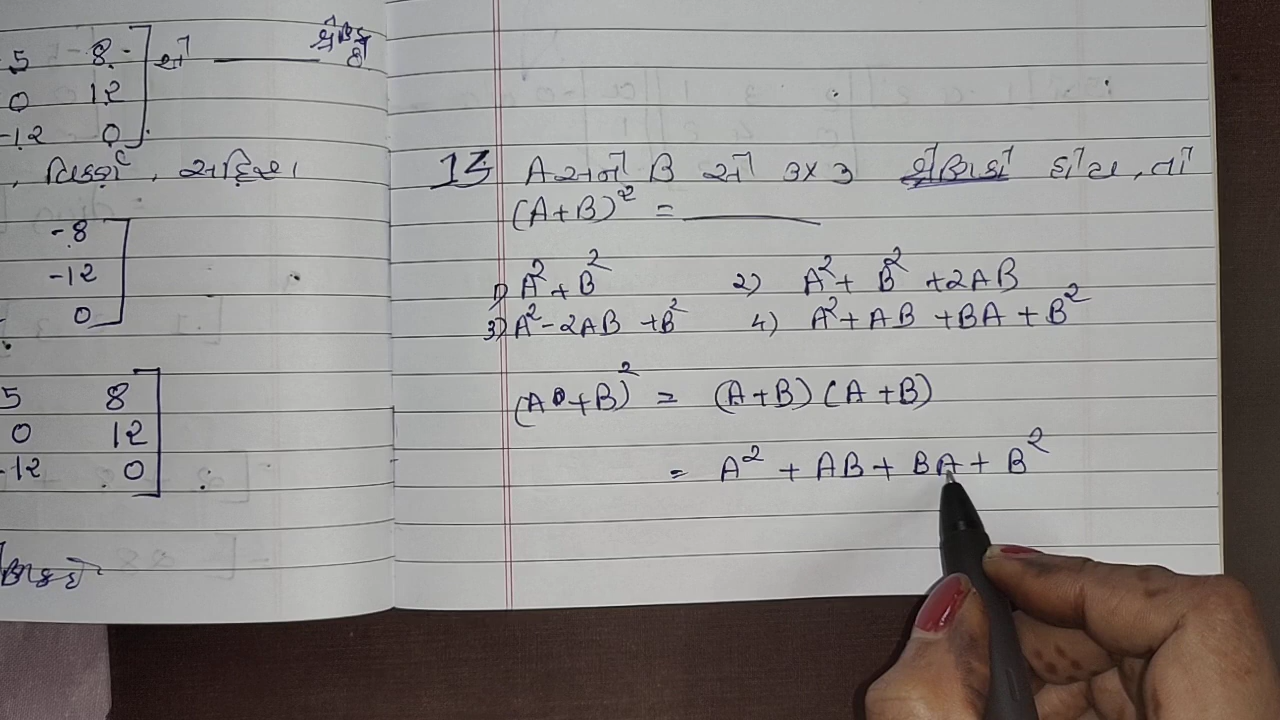 5 8
0 12
-12 0
-8
-12
0
5 8
0 12
-12 0
13 A અને B એ 3×3 શ્રેણિકો હોય, તો
(A+B)² = ______
1) A² + B² 2) A² + B² + 2AB
3) A² - 2AB + B² 4) A² + AB + BA + B²
(A+B)² = (A+B) (A+B)
= A² + AB + BA + B²